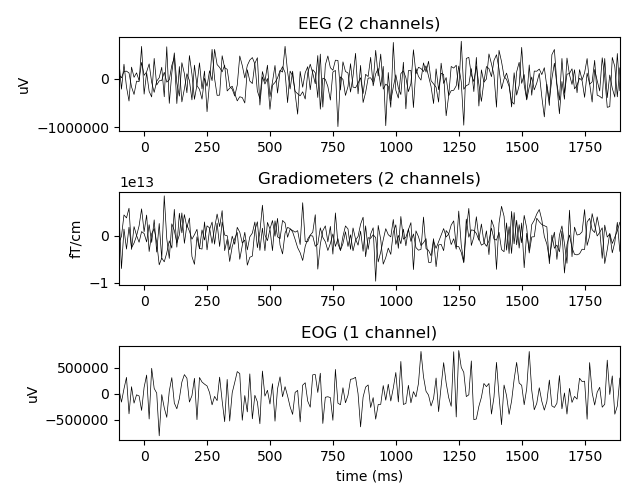 EEG (2 channels)
uV
0
−1000000
0 250 500 750 1000 1250 1500 1750
1e13
Gradiometers (2 channels)
fT/cm
0
−1
0 250 500 750 1000 1250 1500 1750
EOG (1 channel)
uV
500000
0
−500000
0 250 500 750 1000 1250 1500 1750
time (ms)